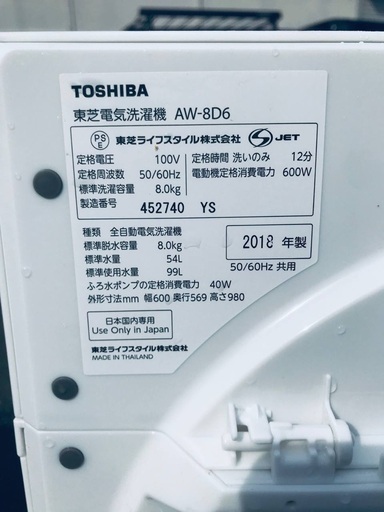 TOSHIBA
東芝電気洗濯機 AW-8D6
PS E 東芝ライフスタイル株式会社 JET
定格電圧 100V 定格時間 洗いのみ 12分
定格周波数 50/60Hz 電動機定格消費電力 600W
標準洗濯容量 8.0kg
製造番号 452740 YS
種類 全自動電気洗濯機
標準脱水容量 8.0kg
標準水量 54L
標準使用水量 99L
2018 年製
50/60Hz 共用
ふろ水ポンプの定格消費電力 40W
外形寸法mm 幅600 奥行569 高さ980
日本国内専用
Use Only in Japan
東芝ライフスタイル株式会社
MADE IN THAILAND